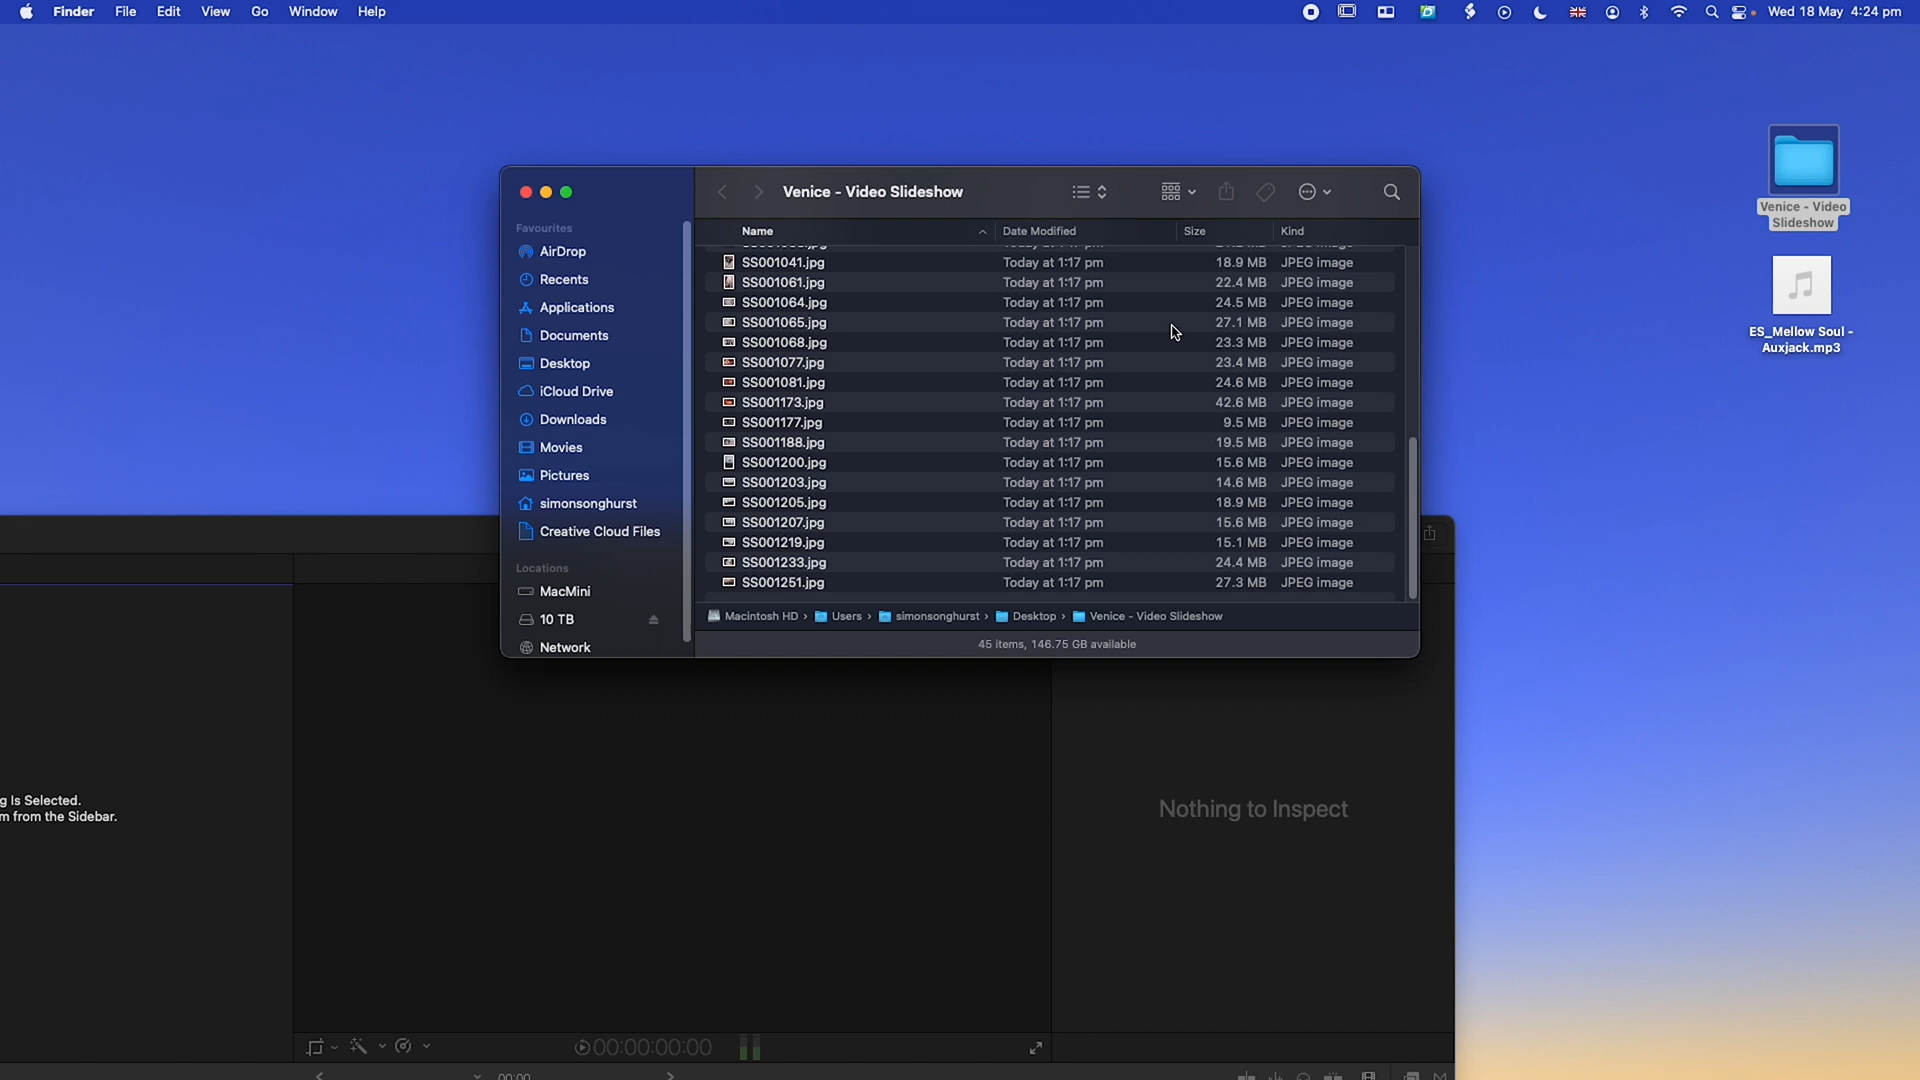 Finder File Edit View Go Window Help
Wed 18 May 4:24 pm
Venice - Video Slideshow
Favourites
AirDrop
Recents
Applications
Documents
Desktop
iCloud Drive
Downloads
Movies
Pictures
simonsonghurst
Creative Cloud Files
Locations
MacMini
10 TB
Network
Name Date Modified Size Kind
SS001041.jpg Today at 1:17 pm 18.9 MB JPEG image
SS001061.jpg Today at 1:17 pm 22.4 MB JPEG image
SS001064.jpg Today at 1:17 pm 24.5 MB JPEG image
SS001065.jpg Today at 1:17 pm 27.1 MB JPEG image
SS001068.jpg Today at 1:17 pm 23.3 MB JPEG image
SS001077.jpg Today at 1:17 pm 23.4 MB JPEG image
SS001081.jpg Today at 1:17 pm 24.6 MB JPEG image
SS001173.jpg Today at 1:17 pm 42.6 MB JPEG image
SS001177.jpg Today at 1:17 pm 9.5 MB JPEG image
SS001188.jpg Today at 1:17 pm 19.5 MB JPEG image
SS001200.jpg Today at 1:17 pm 15.6 MB JPEG image
SS001203.jpg Today at 1:17 pm 14.6 MB JPEG image
SS001205.jpg Today at 1:17 pm 18.9 MB JPEG image
SS001207.jpg Today at 1:17 pm 15.6 MB JPEG image
SS001219.jpg Today at 1:17 pm 15.1 MB JPEG image
SS001233.jpg Today at 1:17 pm 24.4 MB JPEG image
SS001251.jpg Today at 1:17 pm 27.3 MB JPEG image
Macintosh HD › Users › simonsonghurst › Desktop › Venice - Video Slideshow
45 items, 146.75 GB available
Venice - Video
Slideshow
ES_Mellow Soul -
Auxjack.mp3
g Is Selected.
m from the Sidebar.
Nothing to Inspect
00:00:00:00